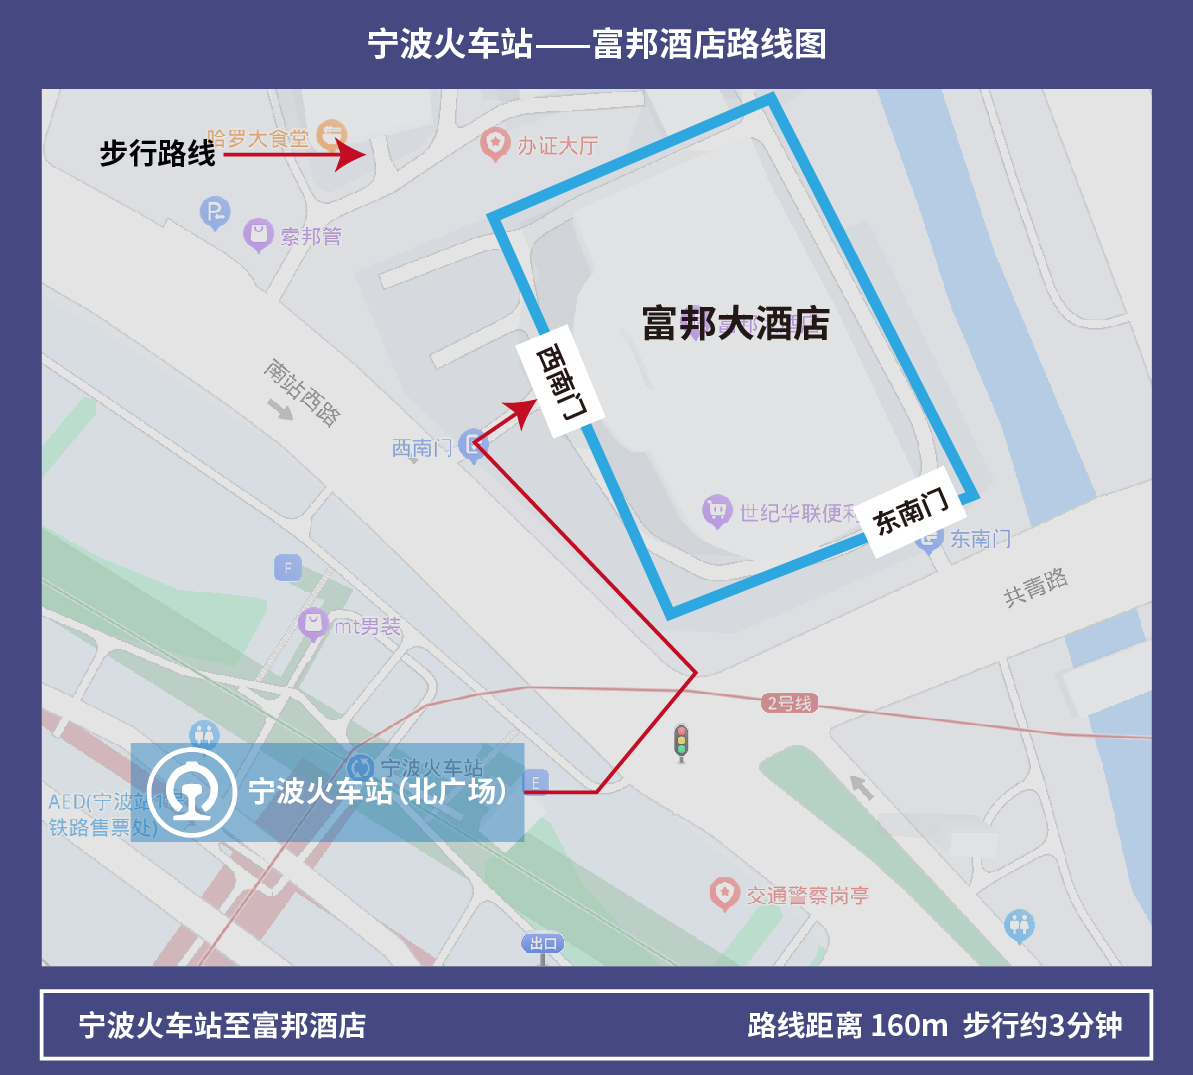 宁波火车站——富邦酒店路线图
哈罗大食堂
步行路线
办证大厅
P
索邦管
富邦大酒店
南站西路
西南门
西南门
世纪华联便利
东南门
东南门
共青路
F
mt男装
2号线
宁波火车站
宁波火车站(北广场)
E
AED(宁波站1
铁路售票处)
交通警察岗亭
出口
宁波火车站至富邦酒店
路线距离 160m 步行约3分钟